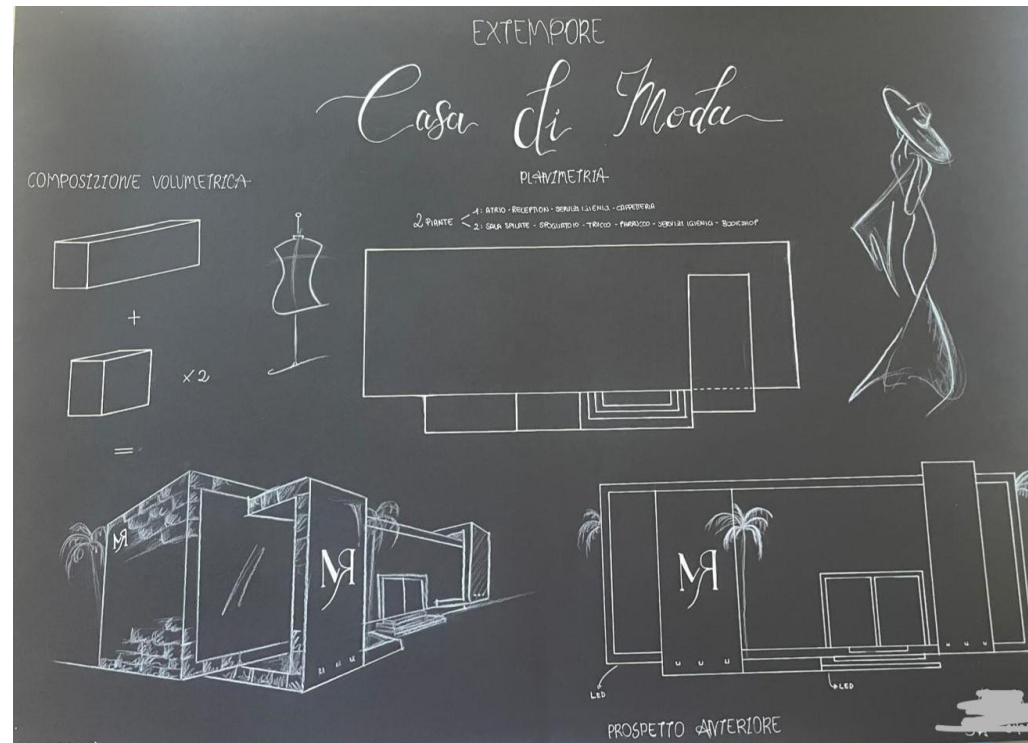 EXTEMPORE
Casa di Moda
COMPOSIZIONE VOLUMETRICA
PLANIMETRIA
2 PIANTE
1: ATRIO - RECEPTION - SERVIZI IGIENICI - CAFFETTERIA
2: SALA SFILATE - SPOGLIATOIO - TRUCCO - PARRUCCO - SERVIZI IGIENICI - BOOKSHOP
+
x2
=
MR
MR
MR
LED
LED
PROSPETTO ANTERIORE